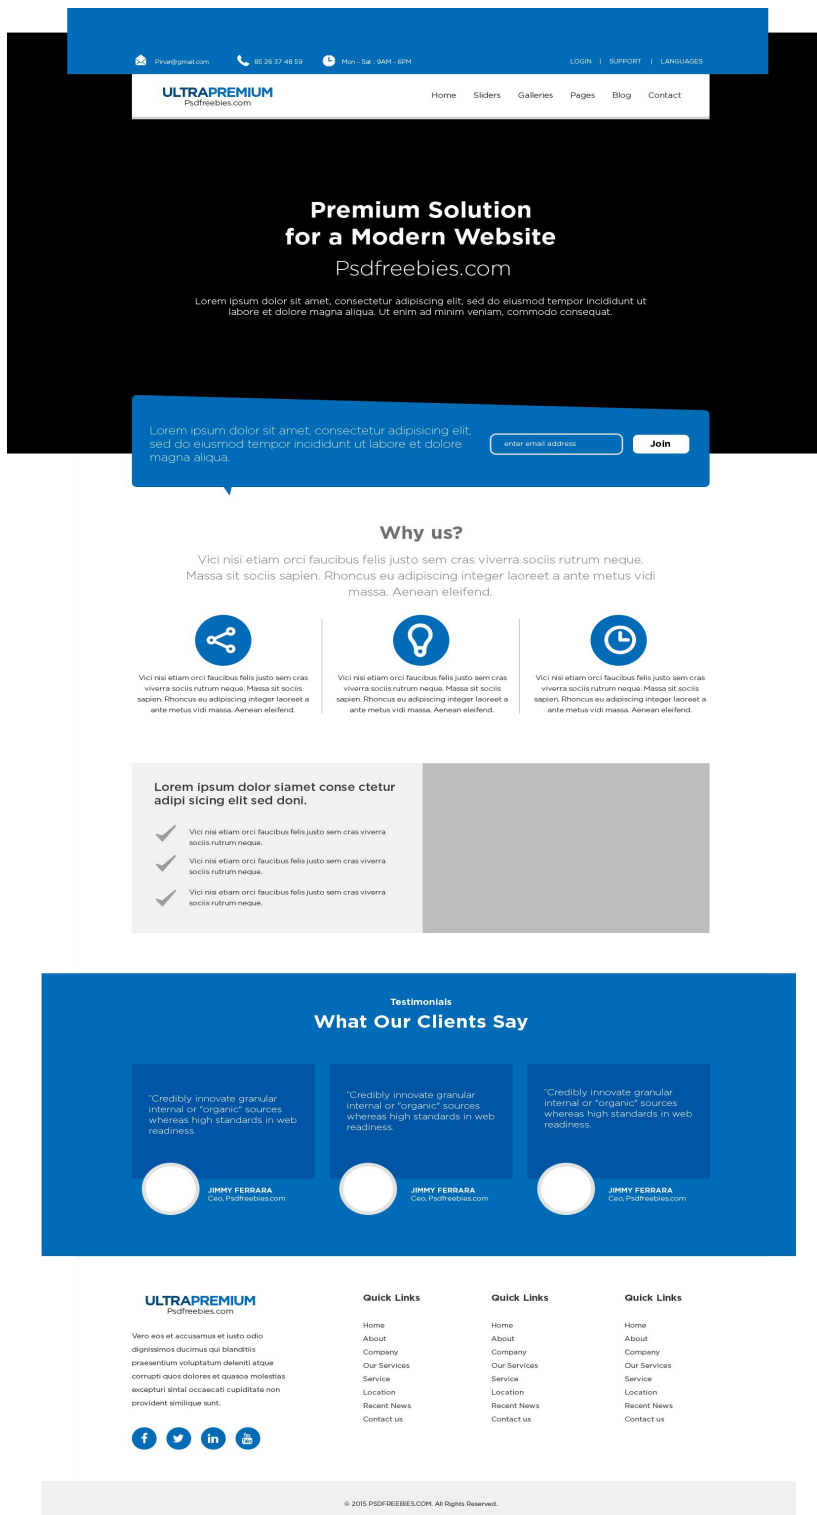 Pinar@gmail.com 85 26 37 48 59 Mon - Sat : 9AM - 6PM LOGIN | SUPPORT | LANGUAGES
ULTRAPREMIUM
Psdfreebies.com
Home Sliders Galleries Pages Blog Contact
Premium Solution
for a Modern Website
Psdfreebies.com
Lorem ipsum dolor sit amet, consectetur adipiscing elit, sed do eiusmod tempor incididunt ut
labore et dolore magna aliqua. Ut enim ad minim veniam, commodo consequat.
Lorem ipsum dolor sit amet, consectetur adipisicing elit,
sed do eiusmod tempor incididunt ut labore et dolore
magna aliqua.
enter email address Join
Why us?
Vici nisi etiam orci faucibus felis justo sem cras viverra sociis rutrum neque.
Massa sit sociis sapien. Rhoncus eu adipiscing integer laoreet a ante metus vidi
massa. Aenean eleifend.
Vici nisi etiam orci faucibus felis justo sem cras
viverra sociis rutrum neque. Massa sit sociis
sapien. Rhoncus eu adipiscing integer laoreet a
ante metus vidi massa. Aenean eleifend.
Vici nisi etiam orci faucibus felis justo sem cras
viverra sociis rutrum neque. Massa sit sociis
sapien. Rhoncus eu adipiscing integer laoreet a
ante metus vidi massa. Aenean eleifend.
Vici nisi etiam orci faucibus felis justo sem cras
viverra sociis rutrum neque. Massa sit sociis
sapien. Rhoncus eu adipiscing integer laoreet a
ante metus vidi massa. Aenean eleifend.
Lorem ipsum dolor siamet conse ctetur
adipi sicing elit sed doni.
Vici nisi etiam orci faucibus felis justo sem cras viverra
sociis rutrum neque.
Vici nisi etiam orci faucibus felis justo sem cras viverra
sociis rutrum neque.
Vici nisi etiam orci faucibus felis justo sem cras viverra
sociis rutrum neque.
Testimonials
What Our Clients Say
"Credibly innovate granular
internal or "organic" sources
whereas high standards in web
readiness.
JIMMY FERRARA
Ceo, Psdfreebies.com
"Credibly innovate granular
internal or "organic" sources
whereas high standards in web
readiness.
JIMMY FERRARA
Ceo, Psdfreebies.com
"Credibly innovate granular
internal or "organic" sources
whereas high standards in web
readiness.
JIMMY FERRARA
Ceo, Psdfreebies.com
ULTRAPREMIUM
Psdfreebies.com
Vero eos et accusamus et iusto odio
dignissimos ducimus qui blanditiis
praesentium voluptatum deleniti atque
corrupti quos dolores et quasoa molestias
excepturi sintal occaecati cupiditate non
provident similique sunt.
f in You Tube
Quick Links
Home
About
Company
Our Services
Service
Location
Recent News
Contact us
Quick Links
Home
About
Company
Our Services
Service
Location
Recent News
Contact us
Quick Links
Home
About
Company
Our Services
Service
Location
Recent News
Contact us
© 2015 PSDFREEBIES.COM. All Rights Reserved.